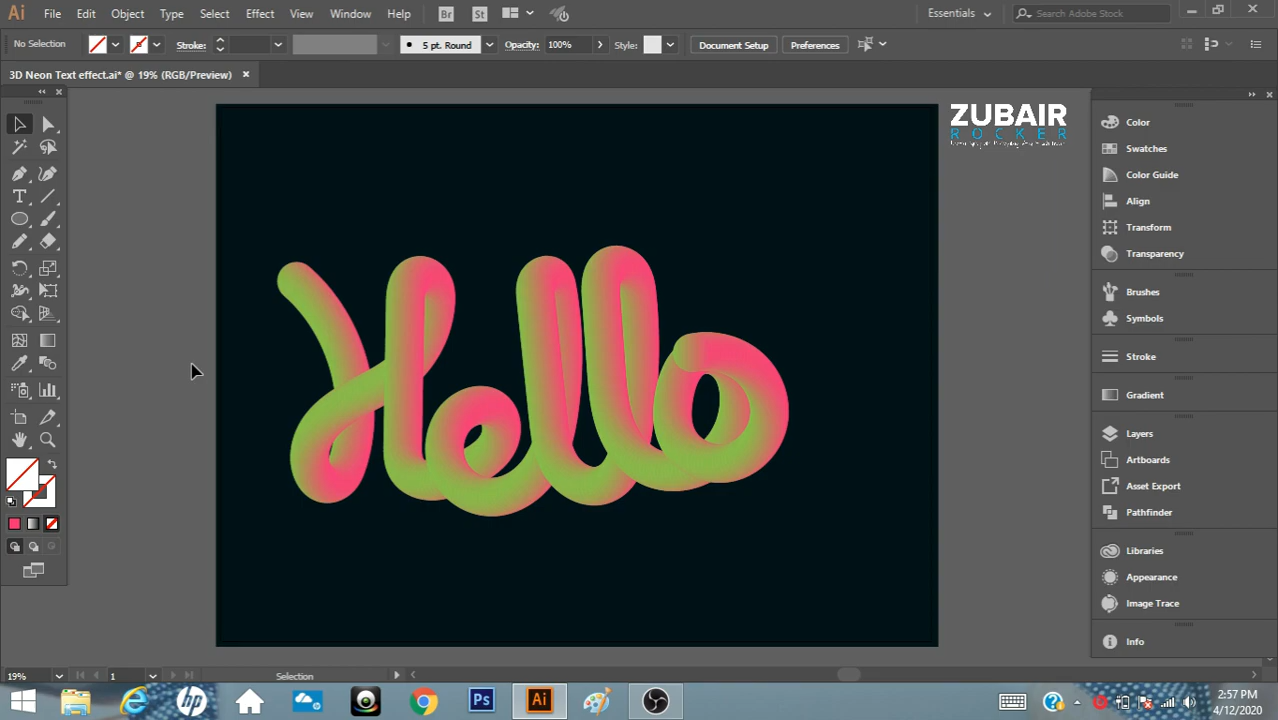 Ai File Edit Object Type Select Effect View Window Help Br St Essentials Search Adobe Stock
No Selection Stroke: 5 pt. Round Opacity: 100% Style: Document Setup Preferences
3D Neon Text effect.ai* @ 19% (RGB/Preview)
ZUBAIR
ROCKER
Hello
Color
Swatches
Color Guide
Align
Transform
Transparency
Brushes
Symbols
Stroke
Gradient
Layers
Artboards
Asset Export
Pathfinder
Libraries
Appearance
Image Trace
Info
19% 1 Selection
hp Ps Ai 2:57 PM
4/12/2020